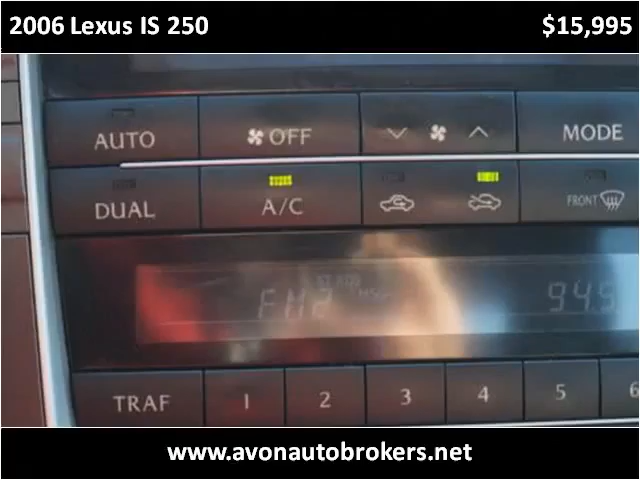 2006 Lexus IS 250 $15,995
AUTO OFF MODE
DUAL A/C FRONT
FM2 94.5
TRAF 1 2 3 4 5 6
www.avonautobrokers.net